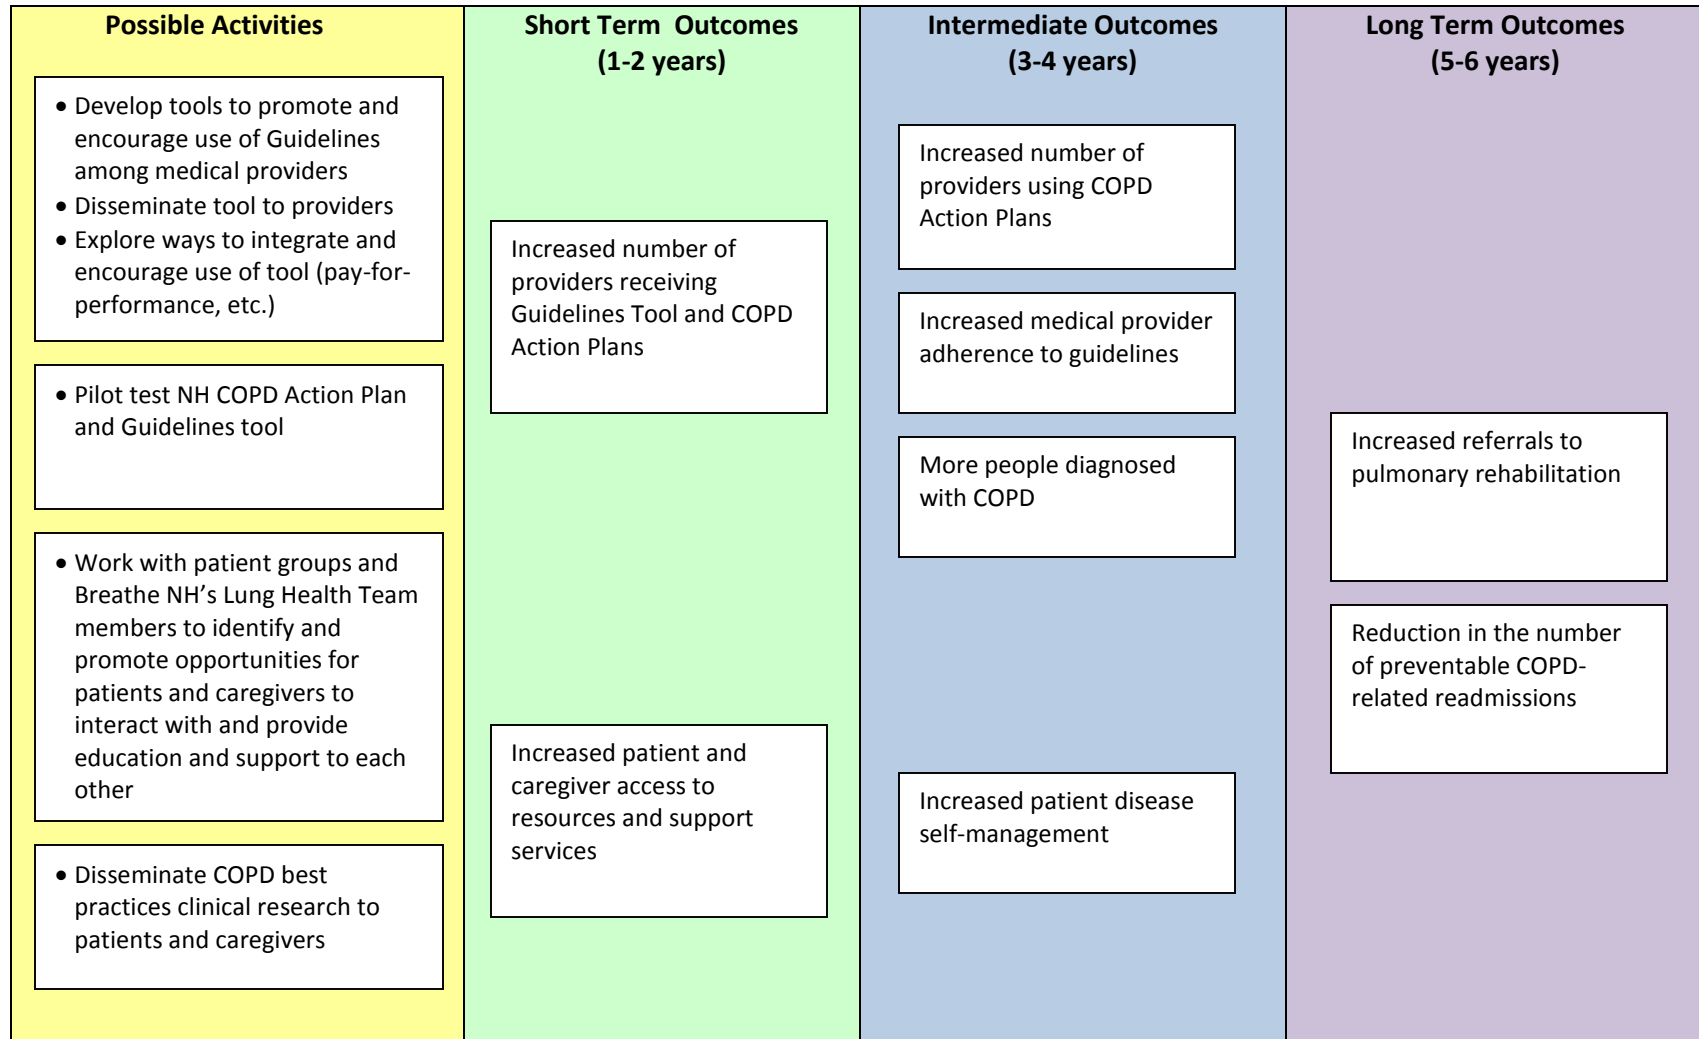 Possible Activities
• Develop tools to promote and
encourage use of Guidelines
among medical providers
• Disseminate tool to providers
• Explore ways to integrate and
encourage use of tool (pay-for-
performance, etc.)
• Pilot test NH COPD Action Plan
and Guidelines tool
• Work with patient groups and
Breathe NH’s Lung Health Team
members to identify and
promote opportunities for
patients and caregivers to
interact with and provide
education and support to each
other
• Disseminate COPD best
practices clinical research to
patients and caregivers
Short Term Outcomes
(1-2 years)
Increased number of
providers receiving
Guidelines Tool and COPD
Action Plans
Increased patient and
caregiver access to
resources and support
services
Intermediate Outcomes
(3-4 years)
Increased number of
providers using COPD
Action Plans
Increased medical provider
adherence to guidelines
More people diagnosed
with COPD
Increased patient disease
self-management
Long Term Outcomes
(5-6 years)
Increased referrals to
pulmonary rehabilitation
Reduction in the number
of preventable COPD-
related readmissions